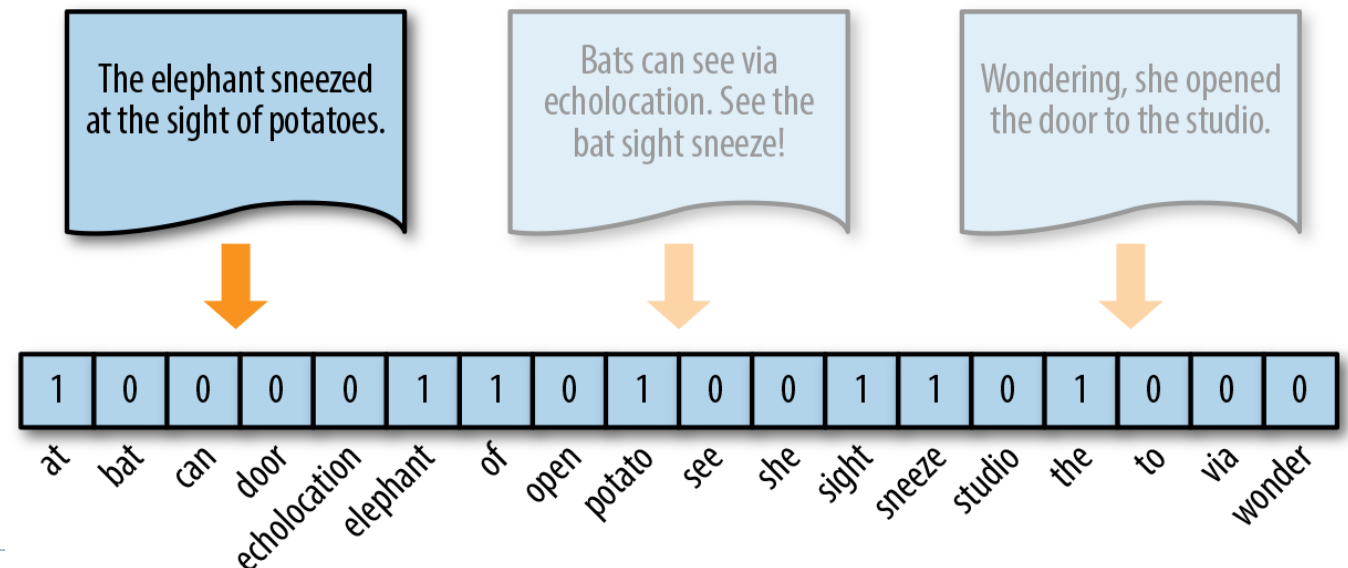 The elephant sneezed
at the sight of potatoes.
Bats can see via
echolocation. See the
bat sight sneeze!
Wondering, she opened
the door to the studio.
1 0 0 0 0 1 1 0 1 0 0 1 1 0 1 0 0 0
at bat can door echolocation elephant of open potato see she sight sneeze studio the to via wonder